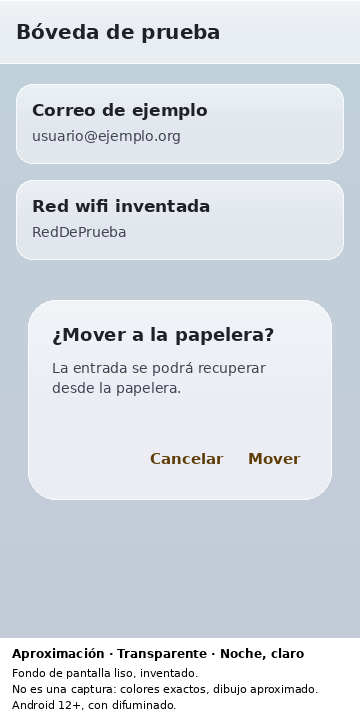 Bóveda de prueba
Correo de ejemplo
usuario@ejemplo.org
Red wifi inventada
RedDePrueba
¿Mover a la papelera?
La entrada se podrá recuperar
desde la papelera.
Cancelar Mover
Aproximación · Transparente · Noche, claro
Fondo de pantalla liso, inventado.
No es una captura: colores exactos, dibujo aproximado.
Android 12+, con difuminado.